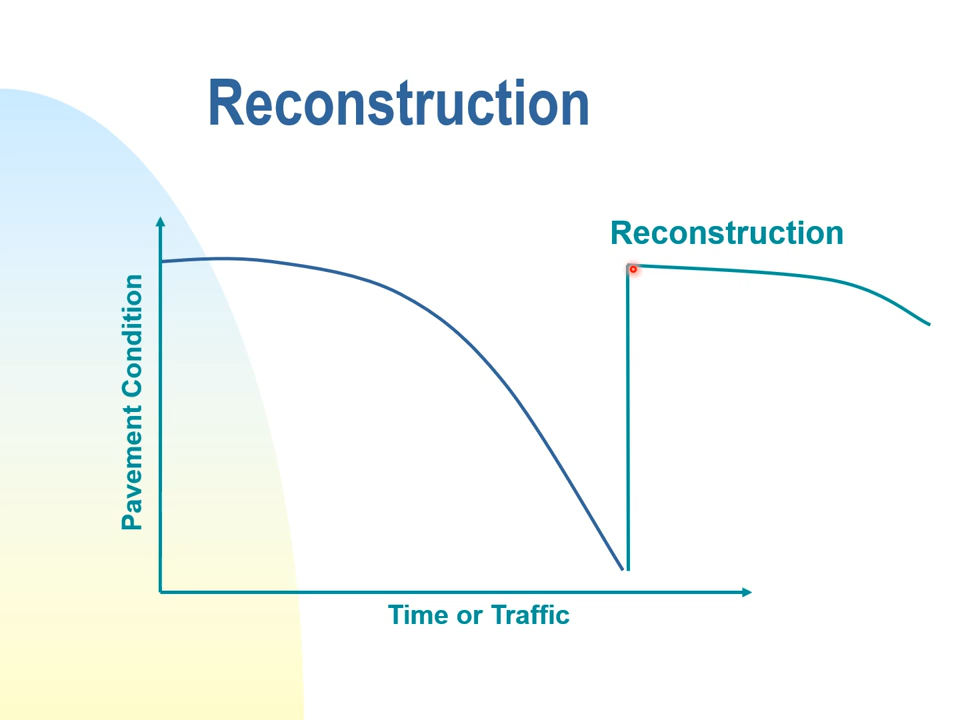 Reconstruction
Reconstruction
Pavement Condition
Time or Traffic